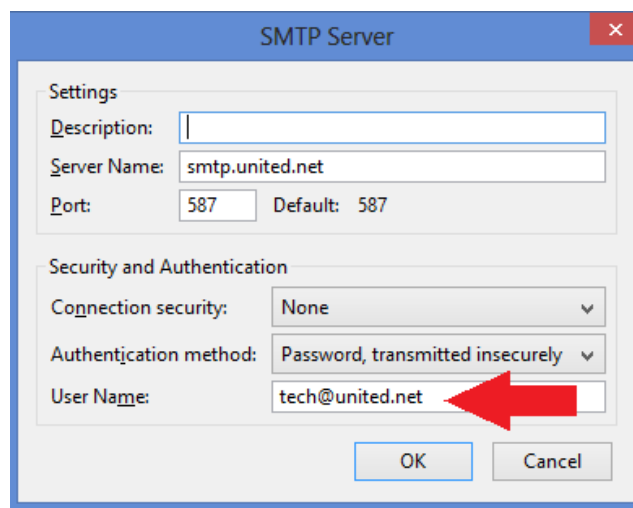 SMTP Server
Settings
Description:
Server Name: smtp.united.net
Port: 587 Default: 587
Security and Authentication
Connection security: None
Authentication method: Password, transmitted insecurely
User Name: tech@united.net
OK Cancel